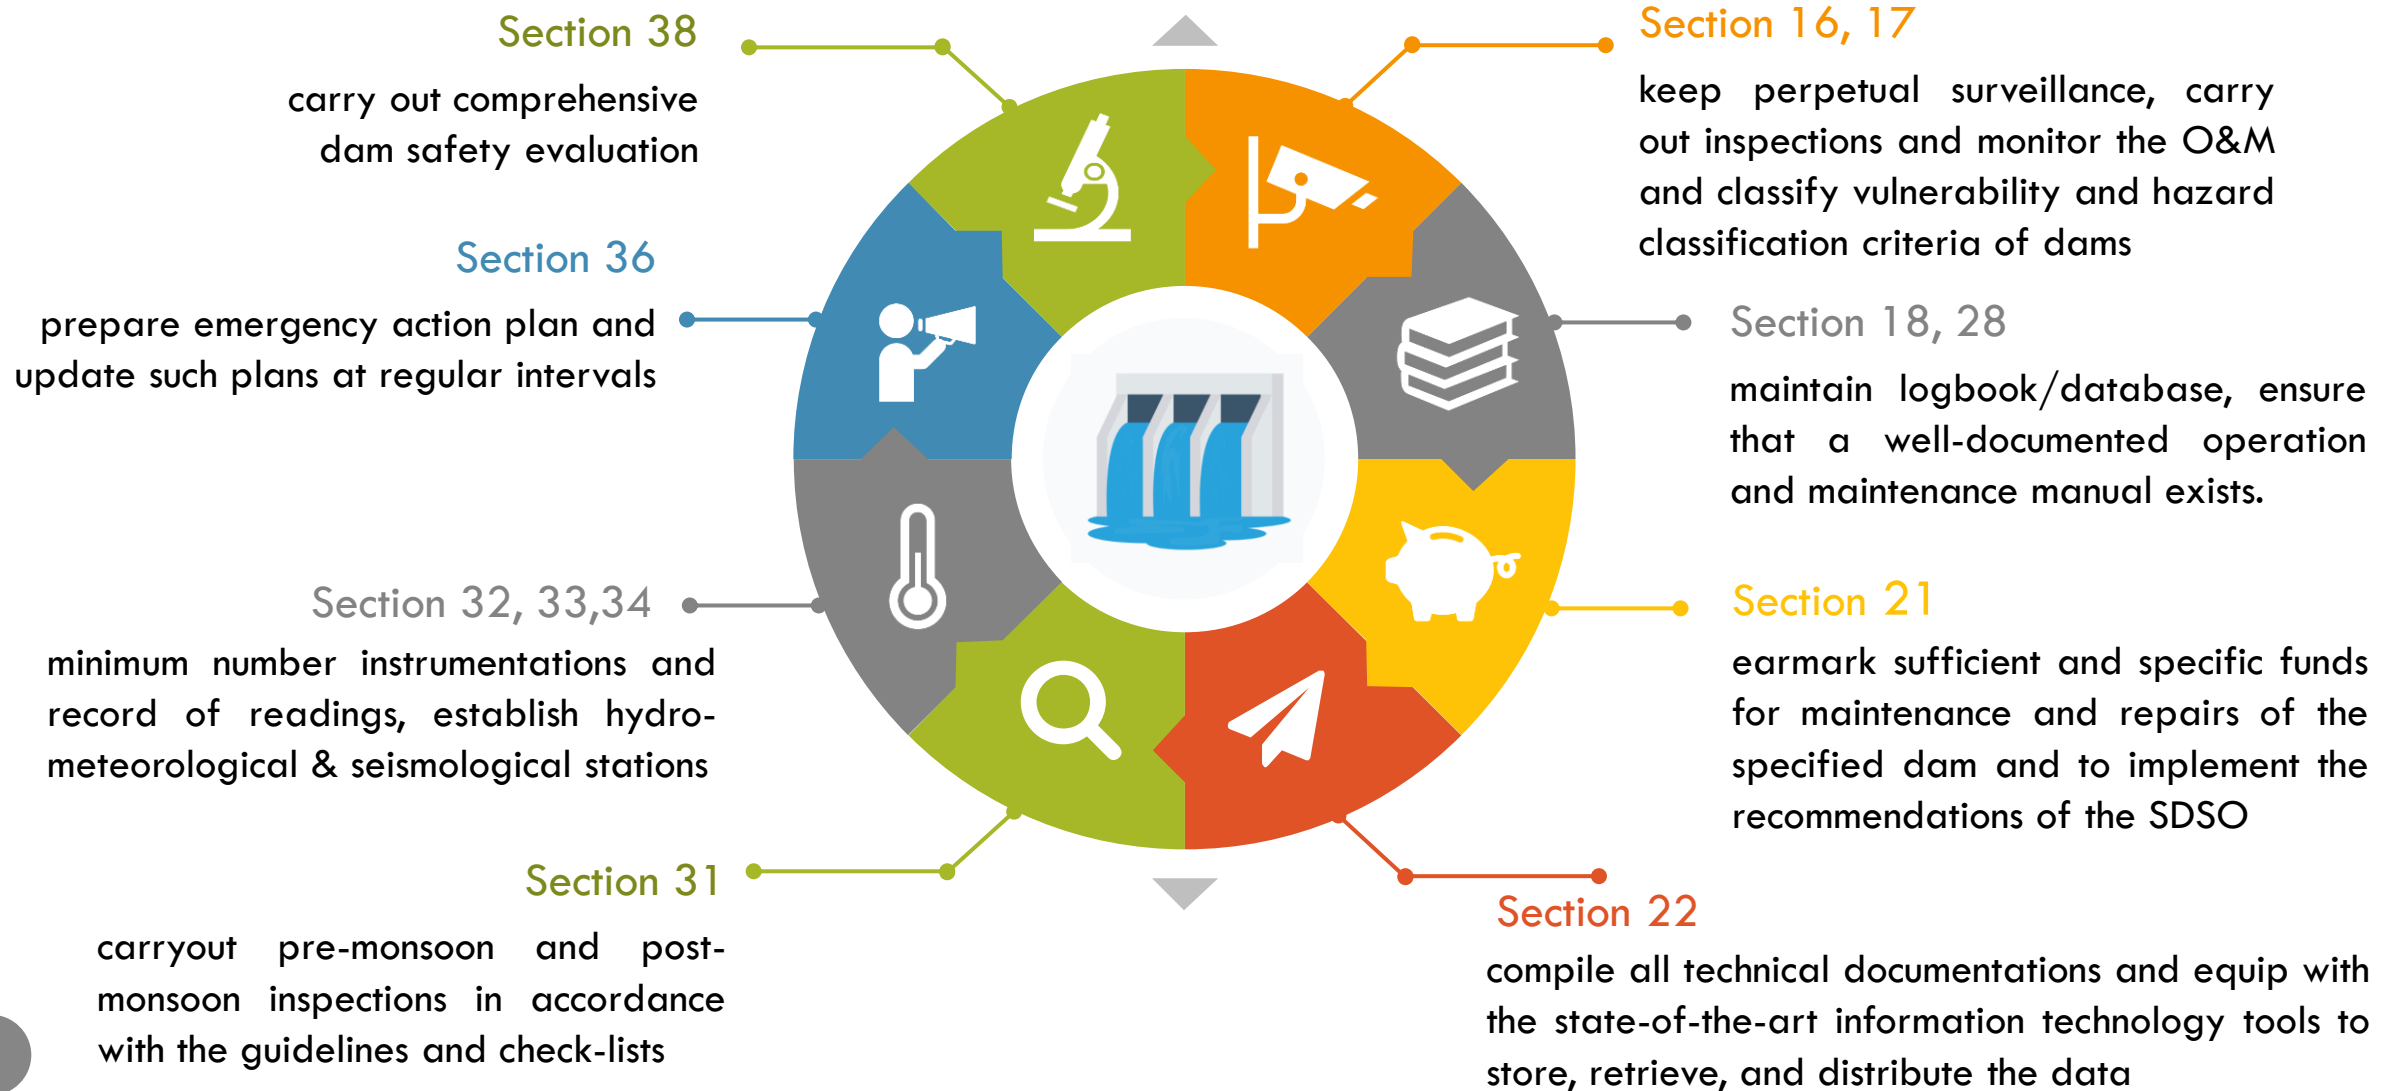 Section 38
carry out comprehensive
dam safety evaluation
Section 36
prepare emergency action plan and
update such plans at regular intervals
Section 32, 33,34
minimum number instrumentations and
record of readings, establish hydro-
meteorological & seismological stations
Section 31
carryout pre-monsoon and post-
monsoon inspections in accordance
with the guidelines and check-lists
Section 16, 17
keep perpetual surveillance, carry
out inspections and monitor the O&M
and classify vulnerability and hazard
classification criteria of dams
Section 18, 28
maintain logbook/database, ensure
that a well-documented operation
and maintenance manual exists.
Section 21
earmark sufficient and specific funds
for maintenance and repairs of the
specified dam and to implement the
recommendations of the SDSO
Section 22
compile all technical documentations and equip with
the state-of-the-art information technology tools to
store, retrieve, and distribute the data